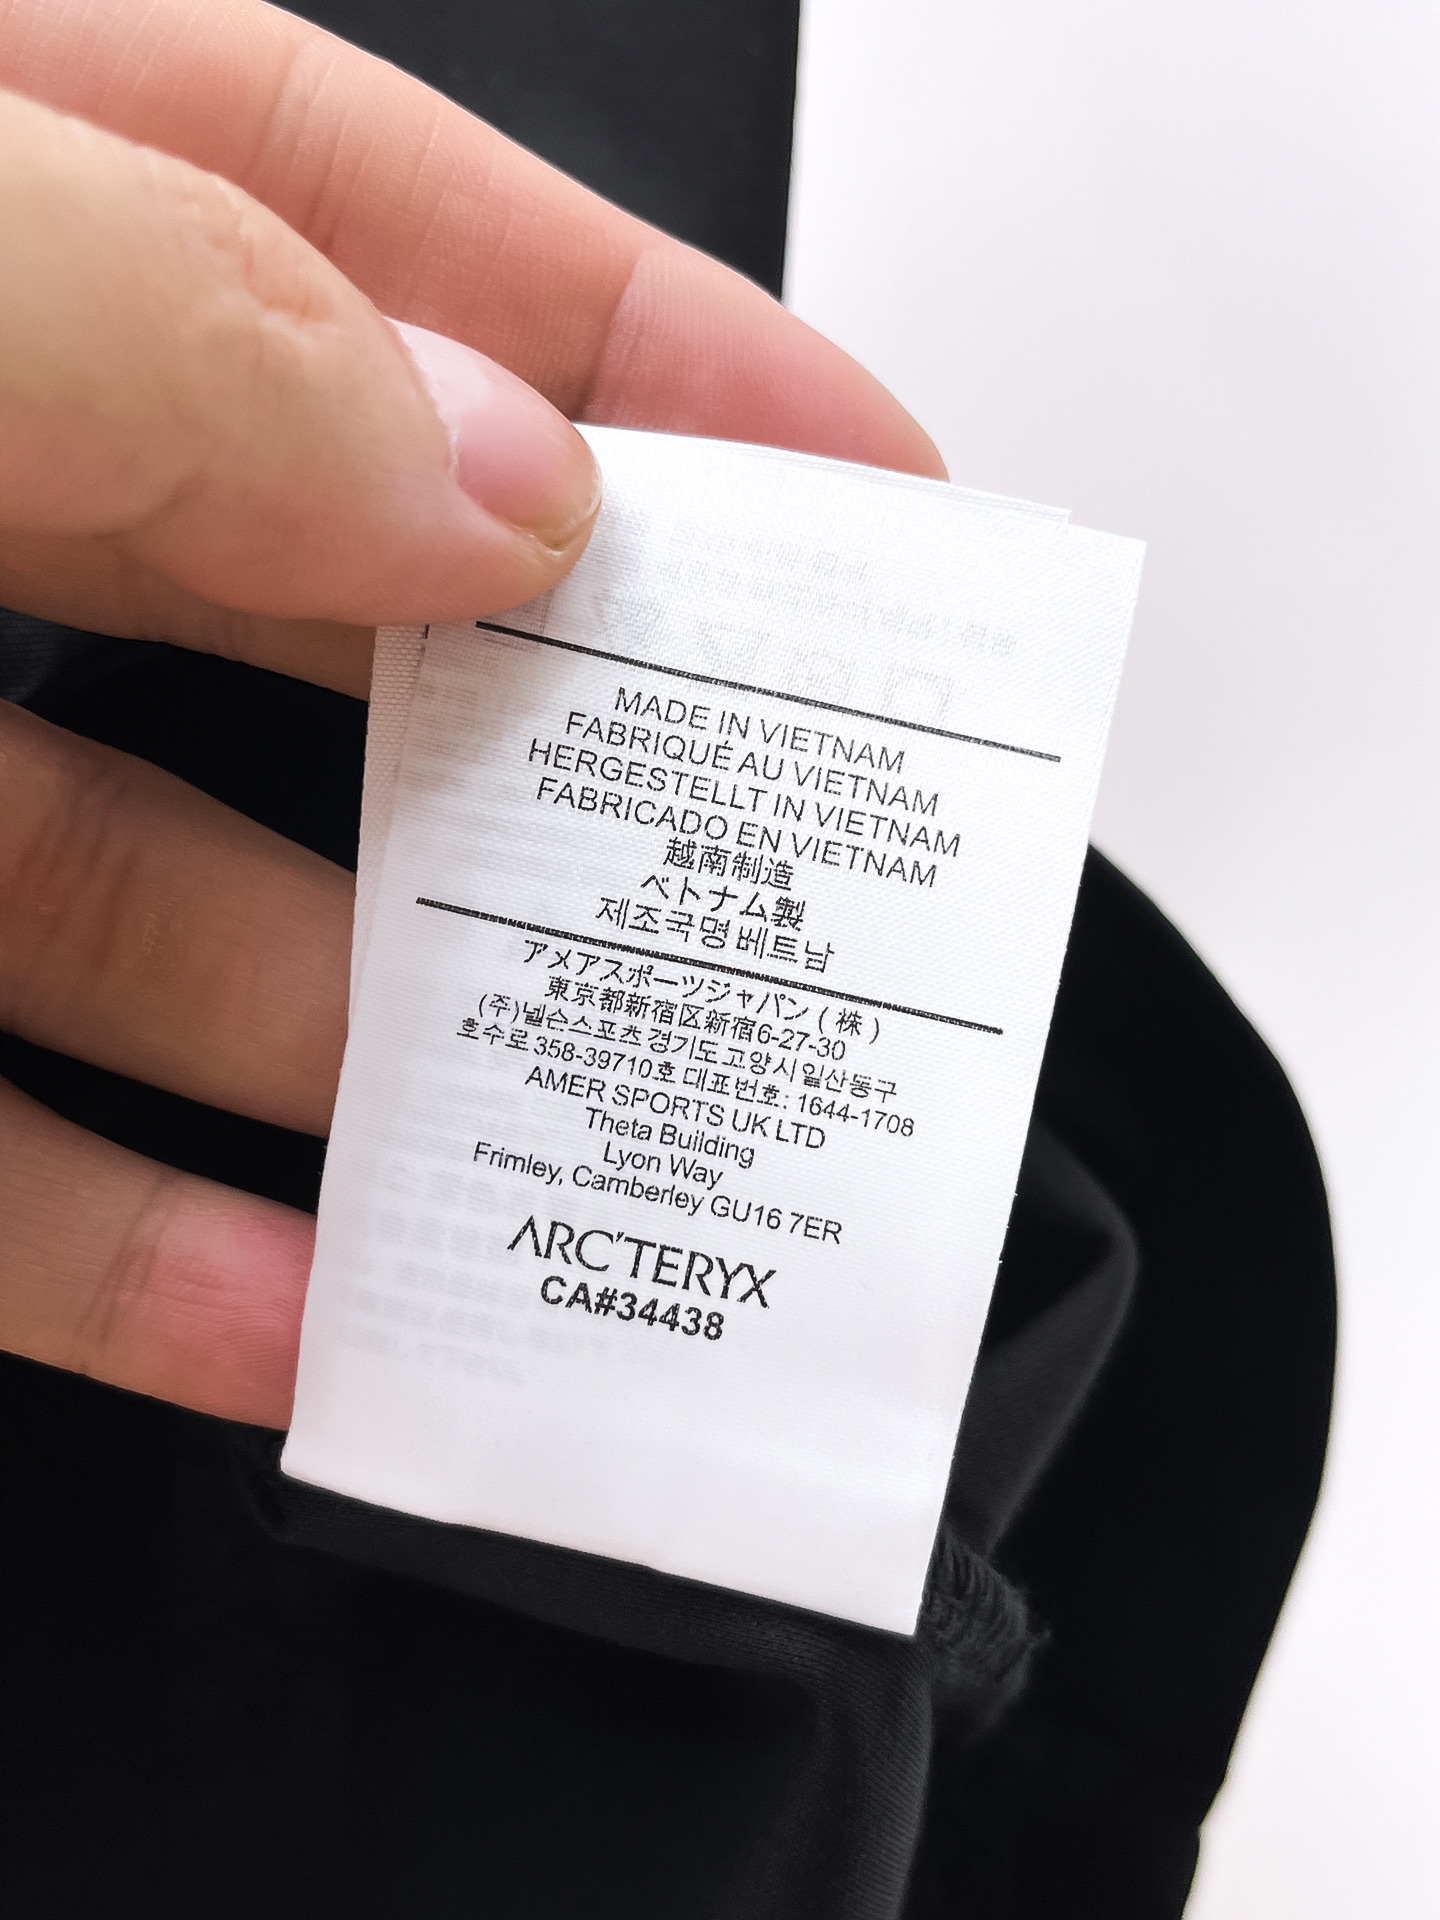 MADE IN VIETNAM
FABRIQUÉ AU VIETNAM
HERGESTELLT IN VIETNAM
FABRICADO EN VIETNAM
越南制造
ベトナム製
제조국명 베트남
アメアスポーツジャパン ( 株 )
東京都新宿区新宿6-27-30
(주)넬슨스포츠 경기도 고양시 일산동구
호수로 358-39710호 대표번호: 1644-1708
AMER SPORTS UK LTD
Theta Building
Lyon Way
Frimley, Camberley GU16 7ER
ARC'TERYX
CA#34438